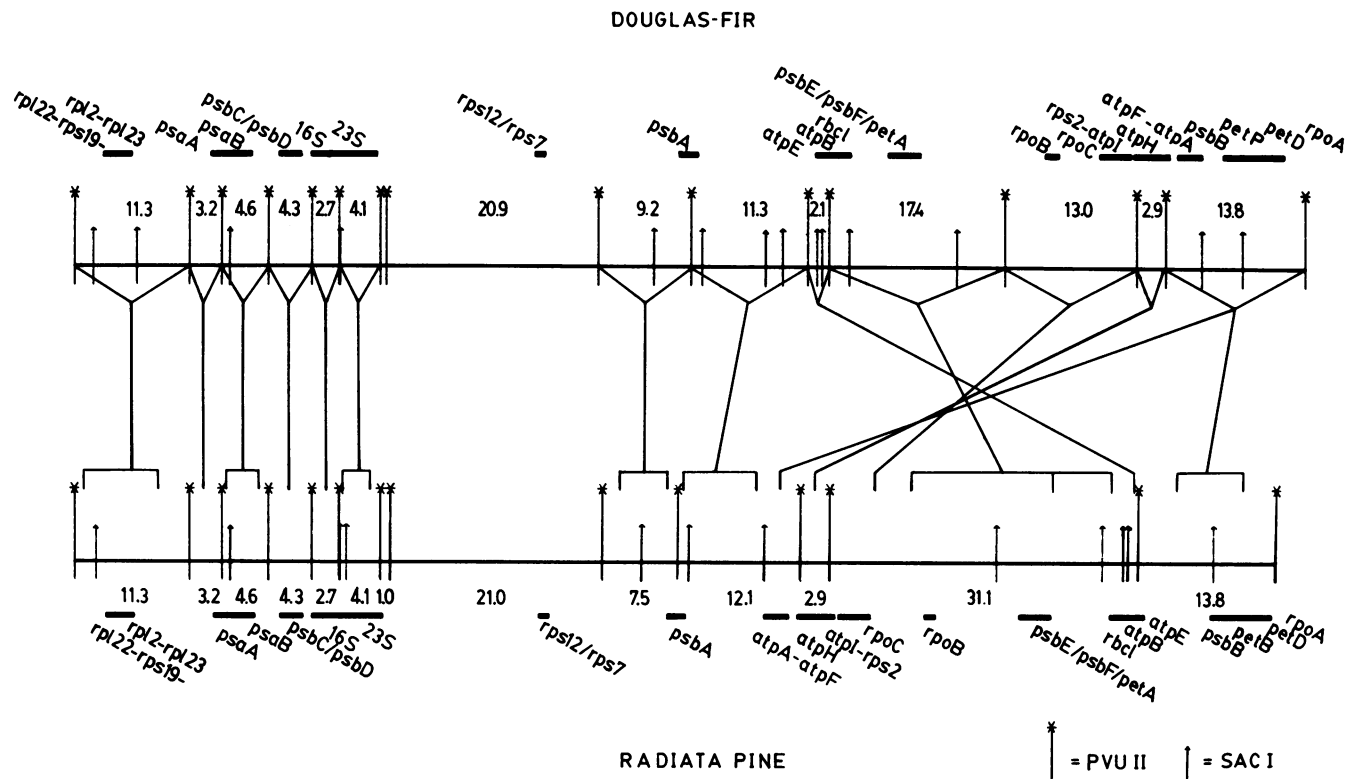 DOUGLAS-FIR
rpl22-rps19-
rpl2-rpl23
psaA
psaB
psbC/psbD
16S
23S
rps12/rps7
psbA
atpE
atpB
rbcl
psbE/psbF/petA
rpoB
rpoC
rps2-atpI
atpH
atpF-atpA
psbB
petP
petD
rpoA
11.3 3.2 4.6 4.3 2.7 4.1 20.9 9.2 11.3 2.1 17.4 13.0 2.9 13.8
11.3 3.2 4.6 4.3 2.7 4.1 1.0 21.0 7.5 12.1 2.9 31.1 13.8
rpl22-rps19-
rpl2-rpl23
psaA
psaB
psbC/psbD
16S
23S
rps12/rps7
psbA
atpA-atpF
atpH
atpI-rps2
rpoC
rpoB
psbE/psbF/petA
rbcl
atpB
atpE
psbB
petB
petD
rpoA
RADIATA PINE
= PVU II
= SAC I